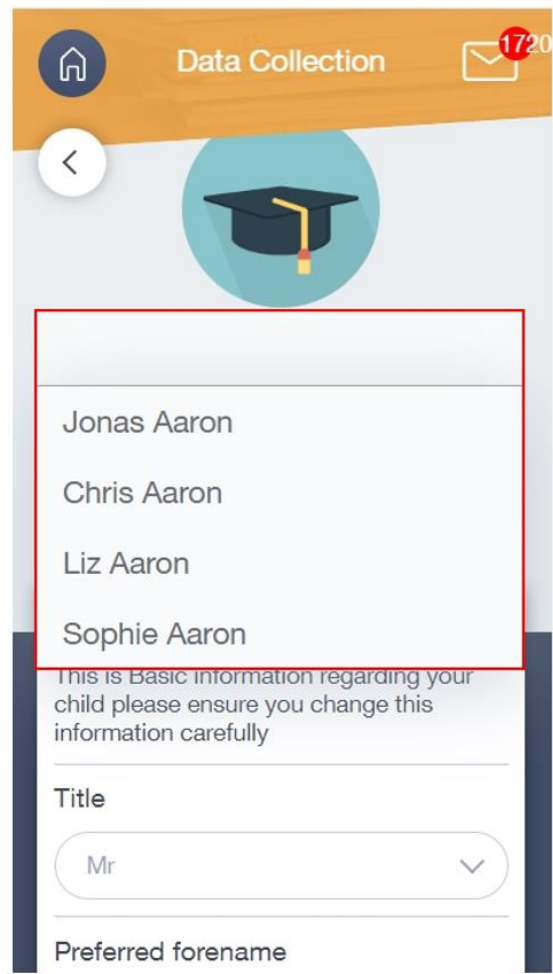 Data Collection
1720
Jonas Aaron
Chris Aaron
Liz Aaron
Sophie Aaron
This is Basic information regarding your
child please ensure you change this
information carefully
Title
Mr
Preferred forename